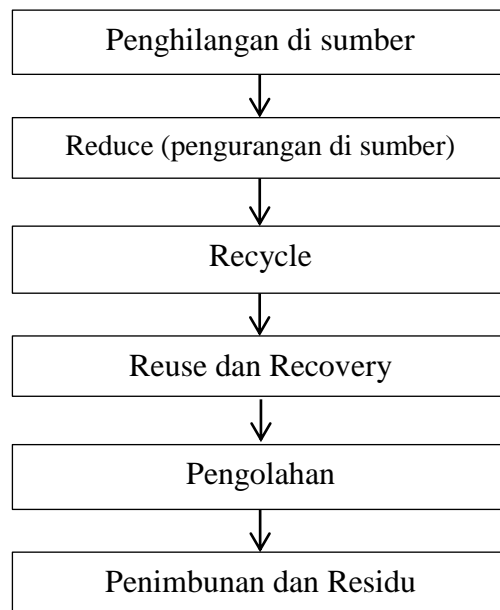 Penghilangan di sumber
Reduce (pengurangan di sumber)
Recycle
Reuse dan Recovery
Pengolahan
Penimbunan dan Residu